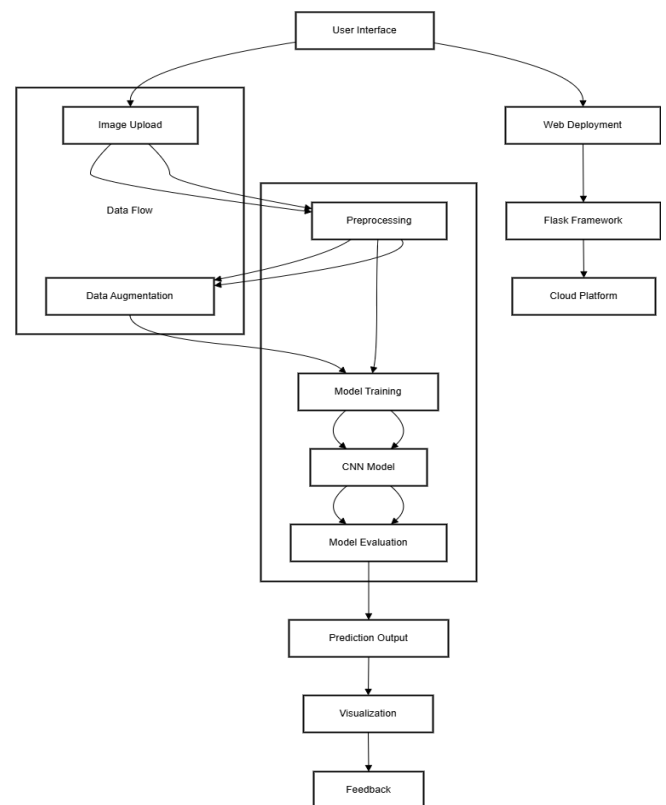 User Interface
Image Upload
Web Deployment
Data Flow
Preprocessing
Flask Framework
Data Augmentation
Cloud Platform
Model Training
CNN Model
Model Evaluation
Prediction Output
Visualization
Feedback